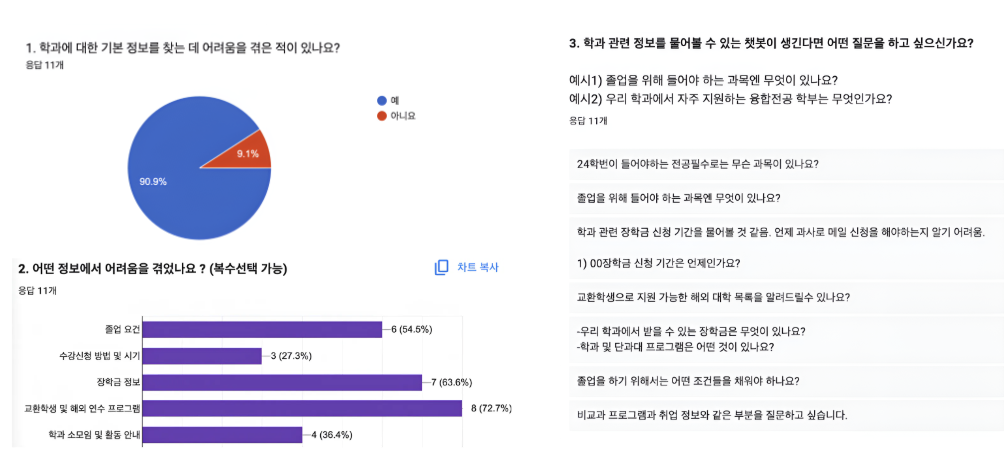 1. 학과에 대한 기본 정보를 찾는 데 어려움을 겪은 적이 있나요?
응답 11개
예
아니요
9.1%
90.9%
2. 어떤 정보에서 어려움을 겪었나요 ? (복수선택 가능)
차트 복사
응답 11개
졸업 요건
6 (54.5%)
수강신청 방법 및 시기
3 (27.3%)
장학금 정보
7 (63.6%)
교환학생 및 해외 연수 프로그램
8 (72.7%)
학과 소모임 및 활동 안내
4 (36.4%)
3. 학과 관련 정보를 물어볼 수 있는 챗봇이 생긴다면 어떤 질문을 하고 싶으신가요?
예시1) 졸업을 위해 들어야 하는 과목엔 무엇이 있나요?
예시2) 우리 학과에서 자주 지원하는 융합전공 학부는 무엇인가요?
응답 11개
24학번이 들어야하는 전공필수로는 무슨 과목이 있나요?
졸업을 위해 들어야 하는 과목엔 무엇이 있나요?
학과 관련 장학금 신청 기간을 물어볼 것 같음. 언제 과사로 메일 신청을 해야하는지 알기 어려움.
1) 00장학금 신청 기간은 언제인가요?
교환학생으로 지원 가능한 해외 대학 목록을 알려드릴수 있나요?
-우리 학과에서 받을 수 있는 장학금은 무엇이 있나요?
-학과 및 단과대 프로그램은 어떤 것이 있나요?
졸업을 하기 위해서는 어떤 조건들을 채워야 하나요?
비교과 프로그램과 취업 정보와 같은 부분을 질문하고 싶습니다.